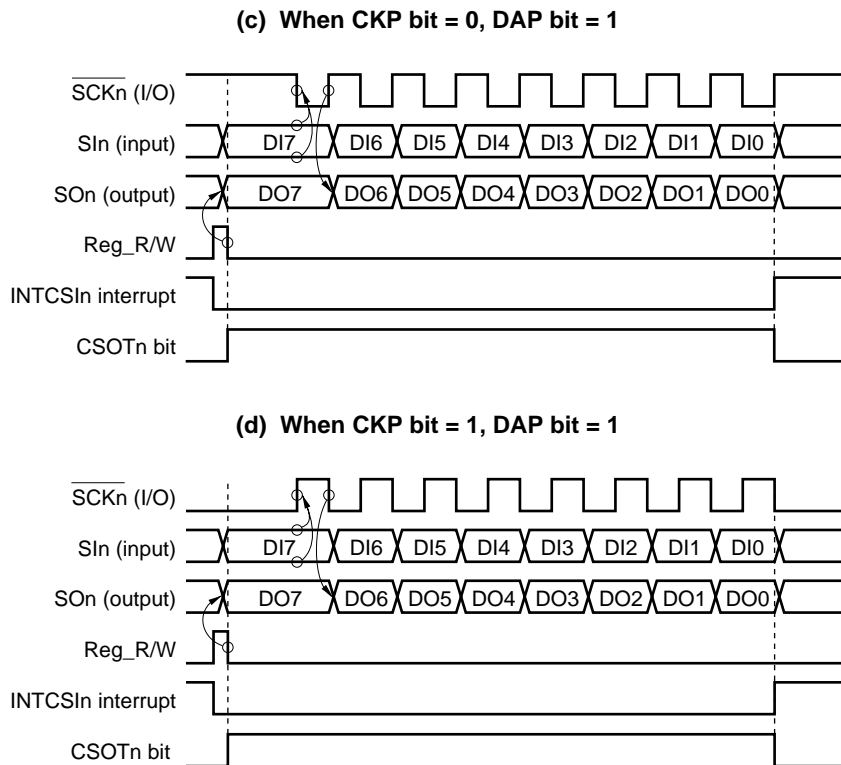 (c) When CKP bit = 0, DAP bit = 1
SCKn (I/O)
SIn (input) DI7 DI6 DI5 DI4 DI3 DI2 DI1 DI0
SOn (output) DO7 DO6 DO5 DO4 DO3 DO2 DO1 DO0
Reg_R/W
INTCSIn interrupt
CSOTn bit
(d) When CKP bit = 1, DAP bit = 1
SCKn (I/O)
SIn (input) DI7 DI6 DI5 DI4 DI3 DI2 DI1 DI0
SOn (output) DO7 DO6 DO5 DO4 DO3 DO2 DO1 DO0
Reg_R/W
INTCSIn interrupt
CSOTn bit